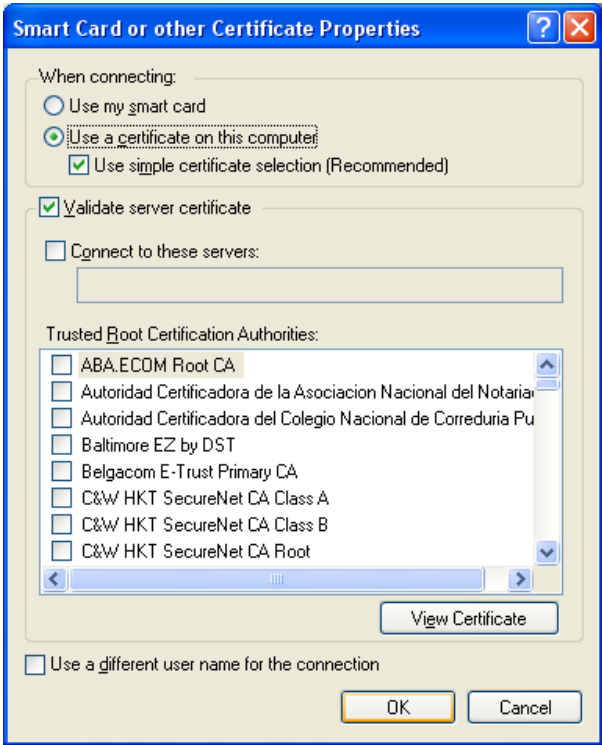 Smart Card or other Certificate Properties
When connecting:
Use my smart card
Use a certificate on this computer
Use simple certificate selection (Recommended)
Validate server certificate
Connect to these servers:
Trusted Root Certification Authorities:
ABA.ECOM Root CA
Autoridad Certificadora de la Asociacion Nacional del Notaria
Autoridad Certificadora del Colegio Nacional de Correduria Pu
Baltimore EZ by DST
Belgacom E-Trust Primary CA
C&W HKT SecureNet CA Class A
C&W HKT SecureNet CA Class B
C&W HKT SecureNet CA Root
View Certificate
Use a different user name for the connection
OK Cancel